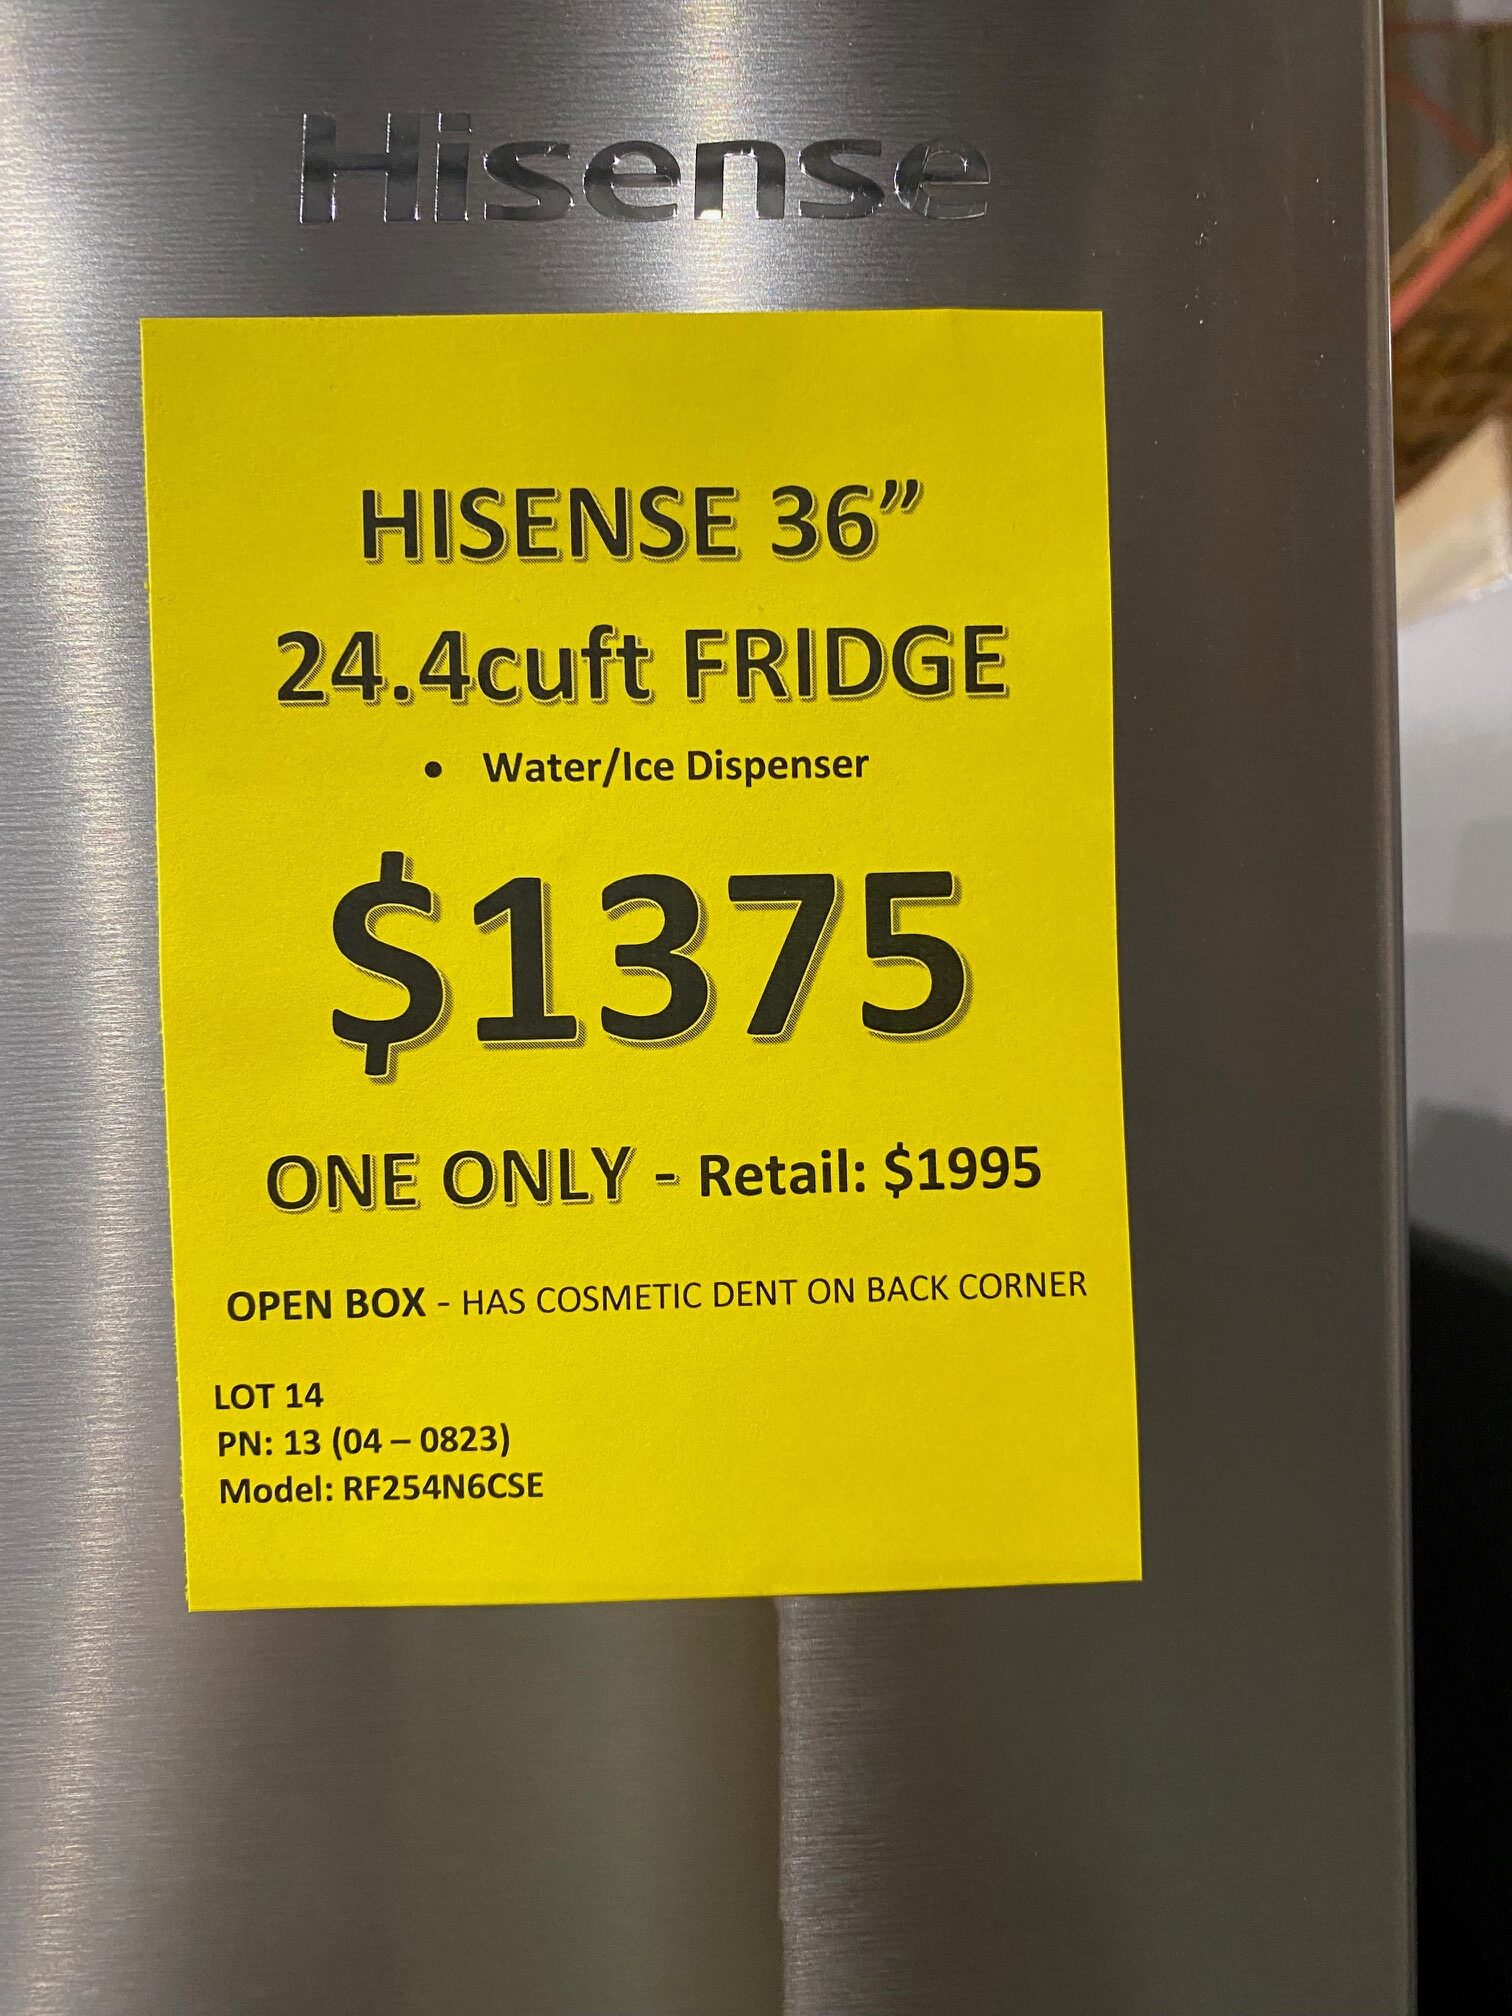 Hisense
HISENSE 36”
24.4cuft FRIDGE
• Water/Ice Dispenser
$1375
ONE ONLY - Retail: $1995
OPEN BOX - HAS COSMETIC DENT ON BACK CORNER
LOT 14
PN: 13 (04 – 0823)
Model: RF254N6CSE